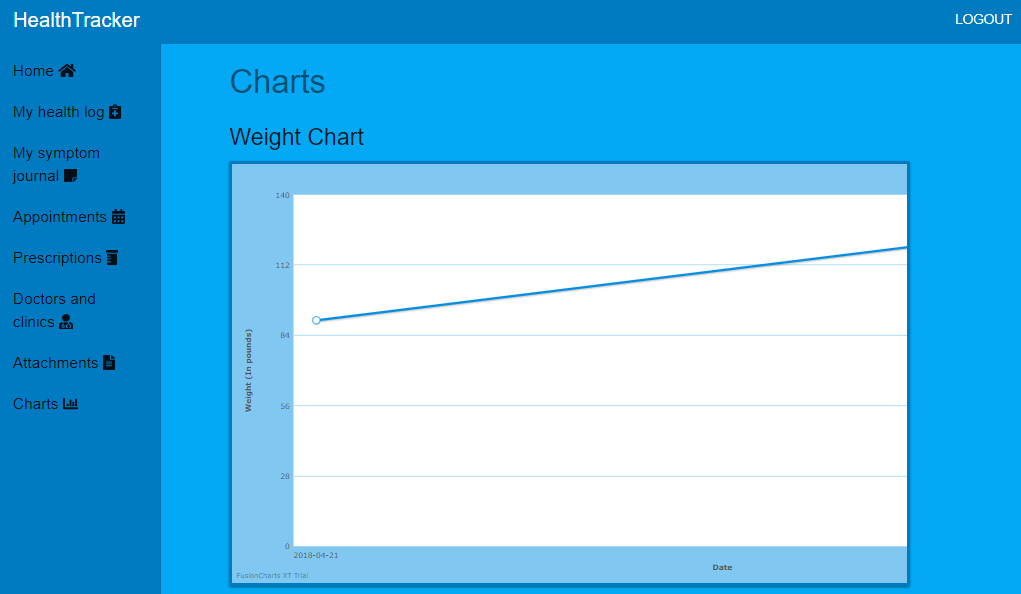 HealthTracker
LOGOUT
Home
My health log
My symptom
journal
Appointments
Prescriptions
Doctors and
clinics
Attachments
Charts
Charts
Weight Chart
140
112
84
56
28
0
Weight (In pounds)
2018-04-21
Date
FusionCharts XT Trial